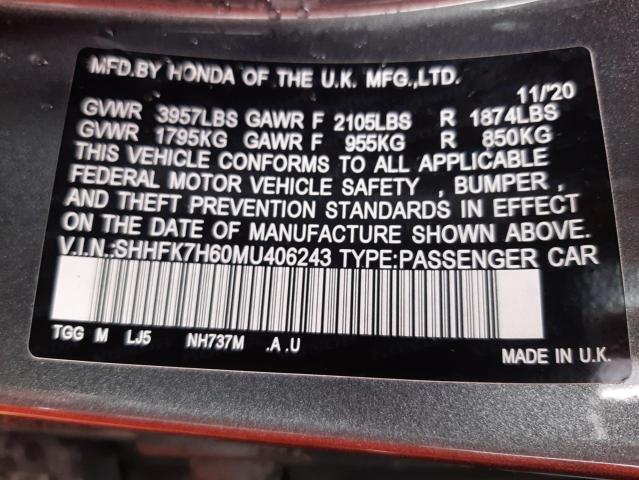 MFD.BY HONDA OF THE U.K. MFG.,LTD.
11/'20
GVWR 3957LBS GAWR F 2105LBS R 1874LBS
GVWR 1795KG GAWR F 955KG R 850KG
THIS VEHICLE CONFORMS TO ALL APPLICABLE
FEDERAL MOTOR VEHICLE SAFETY , BUMPER ,
AND THEFT PREVENTION STANDARDS IN EFFECT
ON THE DATE OF MANUFACTURE SHOWN ABOVE.
V.I.N.:SHHFK7H60MU406243 TYPE:PASSENGER CAR
TGG M LJ5 NH737M .A .U
MADE IN U.K.